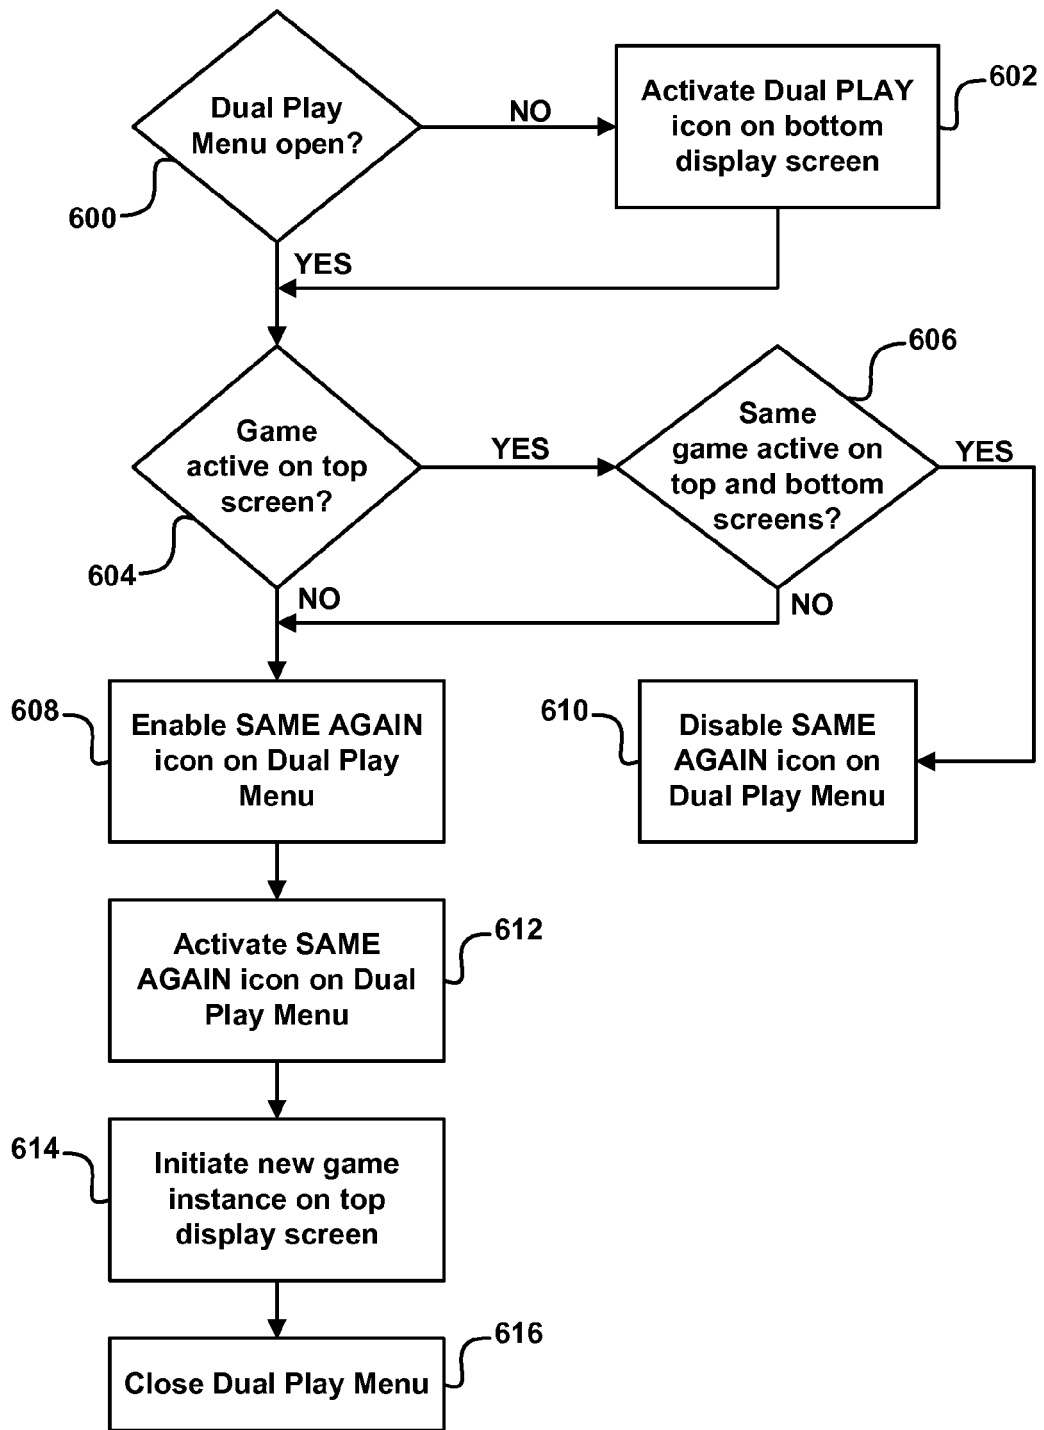 Dual Play
Menu open?
600
NO
Activate Dual PLAY
icon on bottom
display screen
602
YES
Game
active on top
screen?
604
YES
Same
game active on
top and bottom
screens?
606
YES
NO
NO
608
Enable SAME AGAIN
icon on Dual Play
Menu
610
Disable SAME
AGAIN icon on
Dual Play Menu
Activate SAME
AGAIN icon on Dual
Play Menu
612
614
Initiate new game
instance on top
display screen
Close Dual Play Menu
616